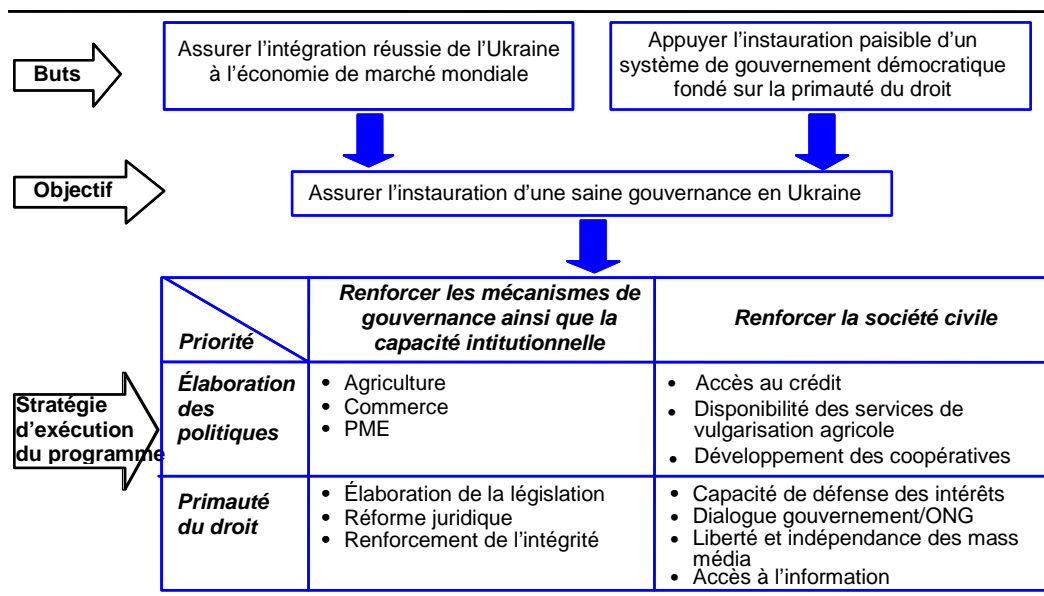 Buts
Assurer l’intégration réussie de l’Ukraine
à l’économie de marché mondiale
Appuyer l’instauration paisible d’un
système de gouvernement démocratique
fondé sur la primauté du droit
Objectif
Assurer l’instauration d’une saine gouvernance en Ukraine
Stratégie
d’exécution
du programme
Priorité
Renforcer les mécanismes de
gouvernance ainsi que la
capacité intitutionnelle
Renforcer la société civile
Élaboration
des
politiques
• Agriculture
• Commerce
• PME
• Accès au crédit
• Disponibilité des services de
vulgarisation agricole
• Développement des coopératives
Primauté
du droit
• Élaboration de la législation
• Réforme juridique
• Renforcement de l’intégrité
• Capacité de défense des intérêts
• Dialogue gouvernement/ONG
• Liberté et indépendance des mass
média
• Accès à l’information